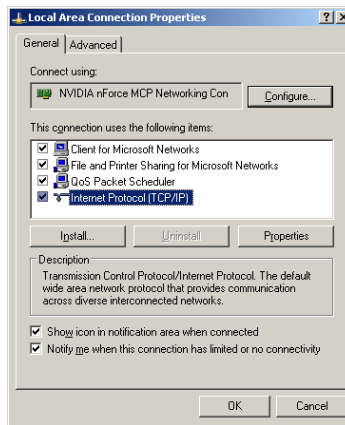 Local Area Connection Properties
General Advanced
Connect using:
NVIDIA nForce MCP Networking Con Configure...
This connection uses the following items:
Client for Microsoft Networks
File and Printer Sharing for Microsoft Networks
QoS Packet Scheduler
Internet Protocol (TCP/IP)
Install... Uninstall Properties
Description
Transmission Control Protocol/Internet Protocol. The default
wide area network protocol that provides communication
across diverse interconnected networks.
Show icon in notification area when connected
Notify me when this connection has limited or no connectivity
OK Cancel